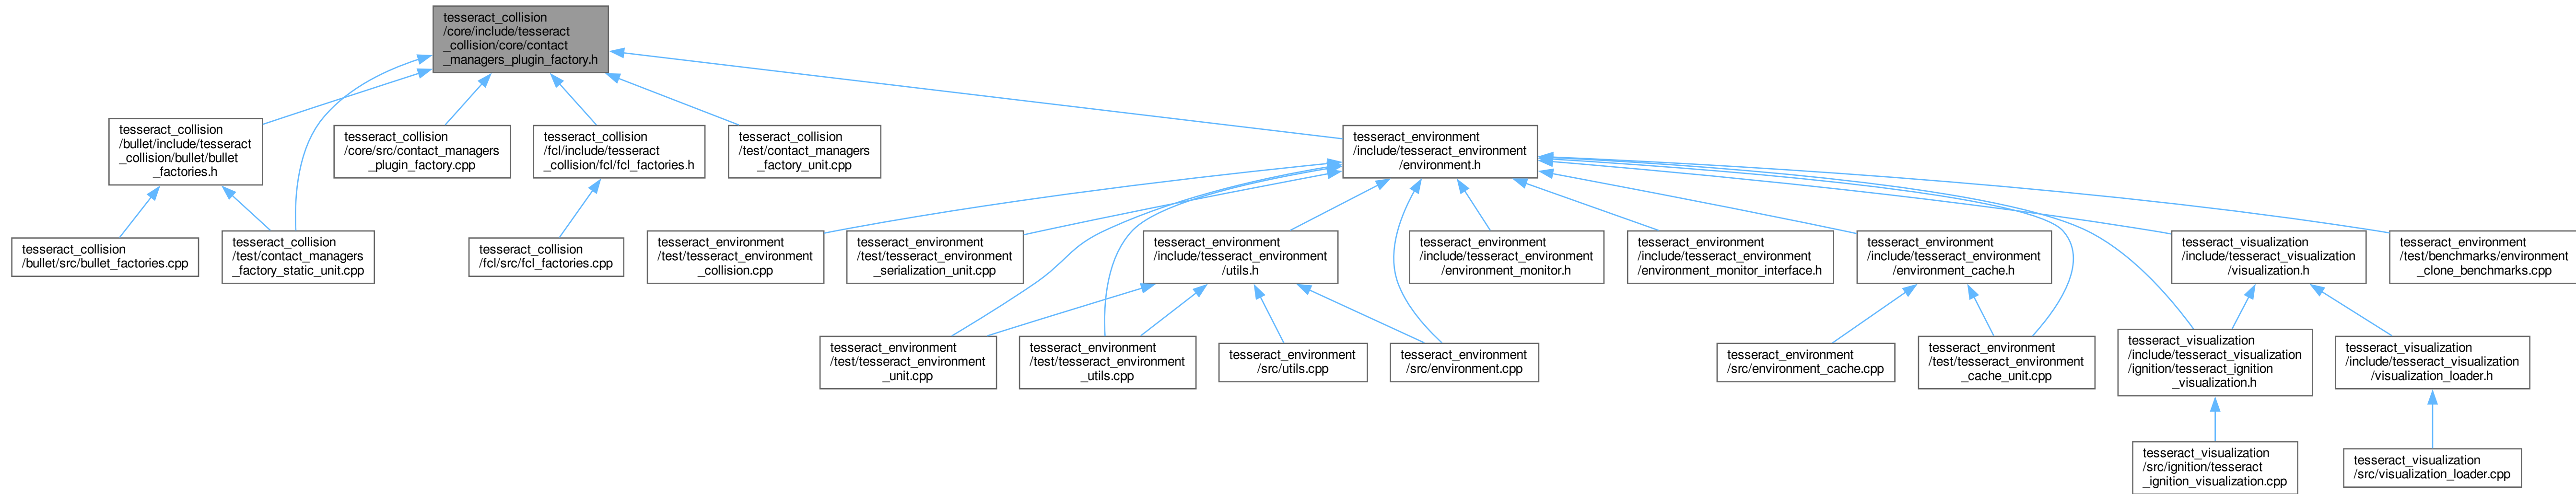 tesseract_collision
/core/include/tesseract
_collision/core/contact
_managers_plugin_factory.h
tesseract_collision
/bullet/include/tesseract
_collision/bullet/bullet
_factories.h
tesseract_collision
/core/src/contact_managers
_plugin_factory.cpp
tesseract_collision
/fcl/include/tesseract
_collision/fcl/fcl_factories.h
tesseract_collision
/test/contact_managers
_factory_unit.cpp
tesseract_environment
/include/tesseract_environment
/environment.h
tesseract_collision
/bullet/src/bullet_factories.cpp
tesseract_collision
/test/contact_managers
_factory_static_unit.cpp
tesseract_collision
/fcl/src/fcl_factories.cpp
tesseract_environment
/test/tesseract_environment
_collision.cpp
tesseract_environment
/test/tesseract_environment
_serialization_unit.cpp
tesseract_environment
/include/tesseract_environment
/utils.h
tesseract_environment
/include/tesseract_environment
/environment_monitor.h
tesseract_environment
/include/tesseract_environment
/environment_monitor_interface.h
tesseract_environment
/include/tesseract_environment
/environment_cache.h
tesseract_visualization
/include/tesseract_visualization
/visualization.h
tesseract_environment
/test/benchmarks/environment
_clone_benchmarks.cpp
tesseract_environment
/test/tesseract_environment
_unit.cpp
tesseract_environment
/test/tesseract_environment
_utils.cpp
tesseract_environment
/src/utils.cpp
tesseract_environment
/src/environment.cpp
tesseract_environment
/src/environment_cache.cpp
tesseract_environment
/test/tesseract_environment
_cache_unit.cpp
tesseract_visualization
/include/tesseract_visualization
/ignition/tesseract_ignition
_visualization.h
tesseract_visualization
/include/tesseract_visualization
/visualization_loader.h
tesseract_visualization
/src/ignition/tesseract
_ignition_visualization.cpp
tesseract_visualization
/src/visualization_loader.cpp